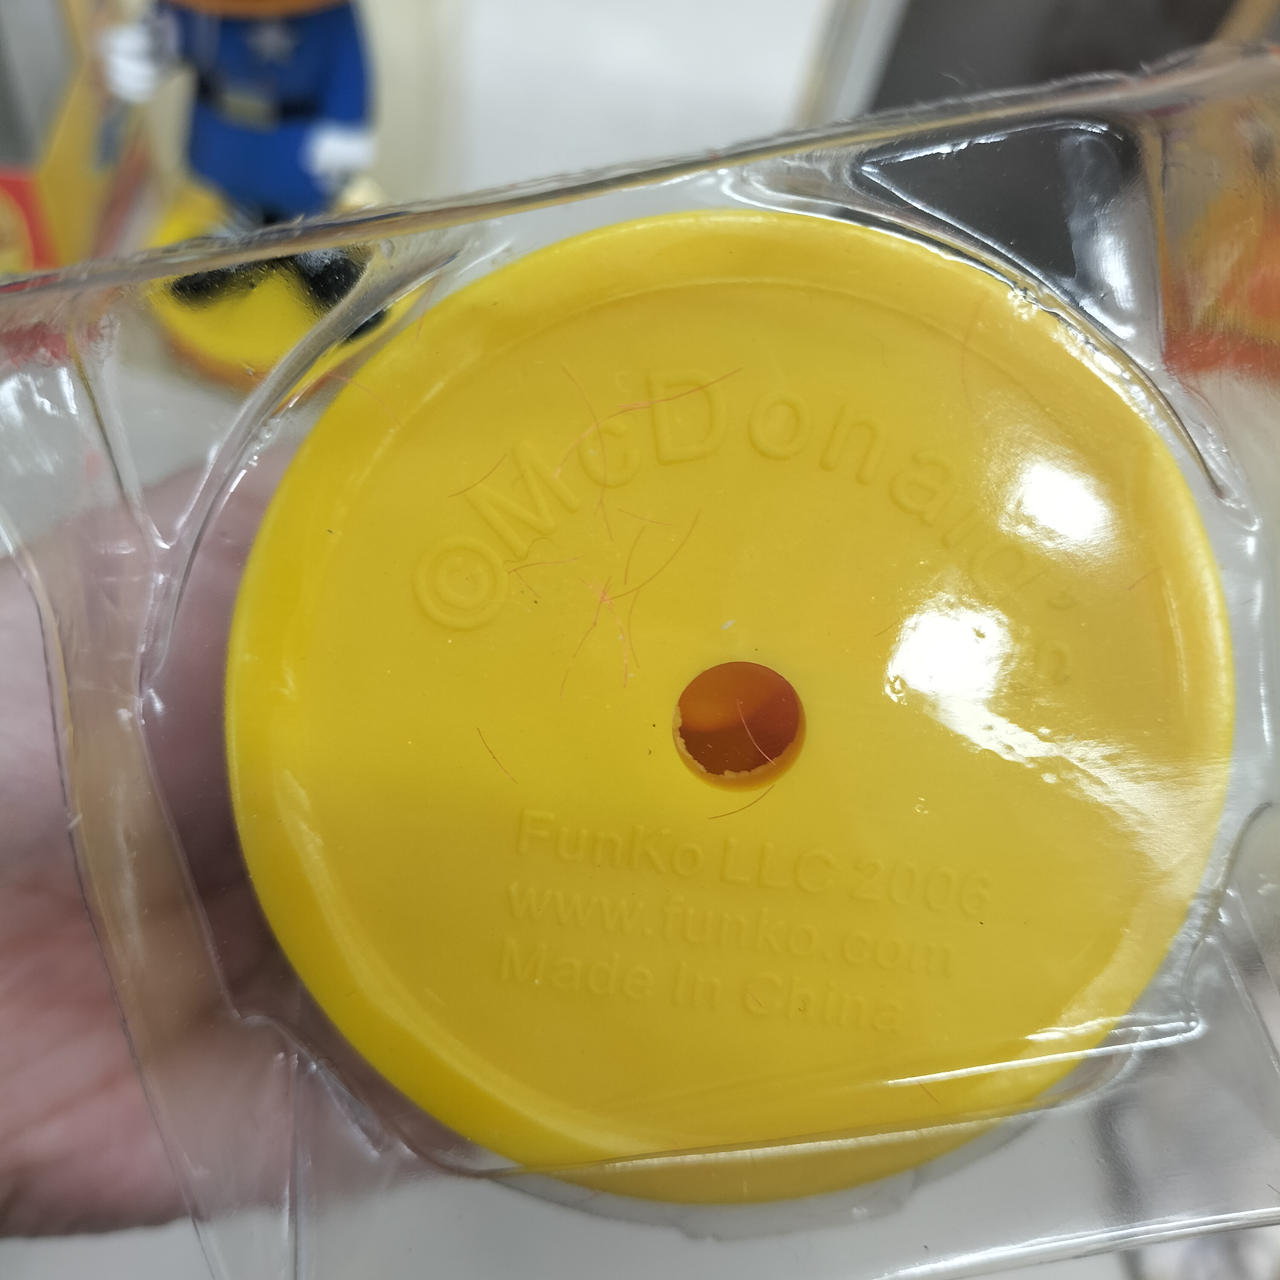 ©McDonald's
FunKo LLC 2006
www.funko.com
Made In China